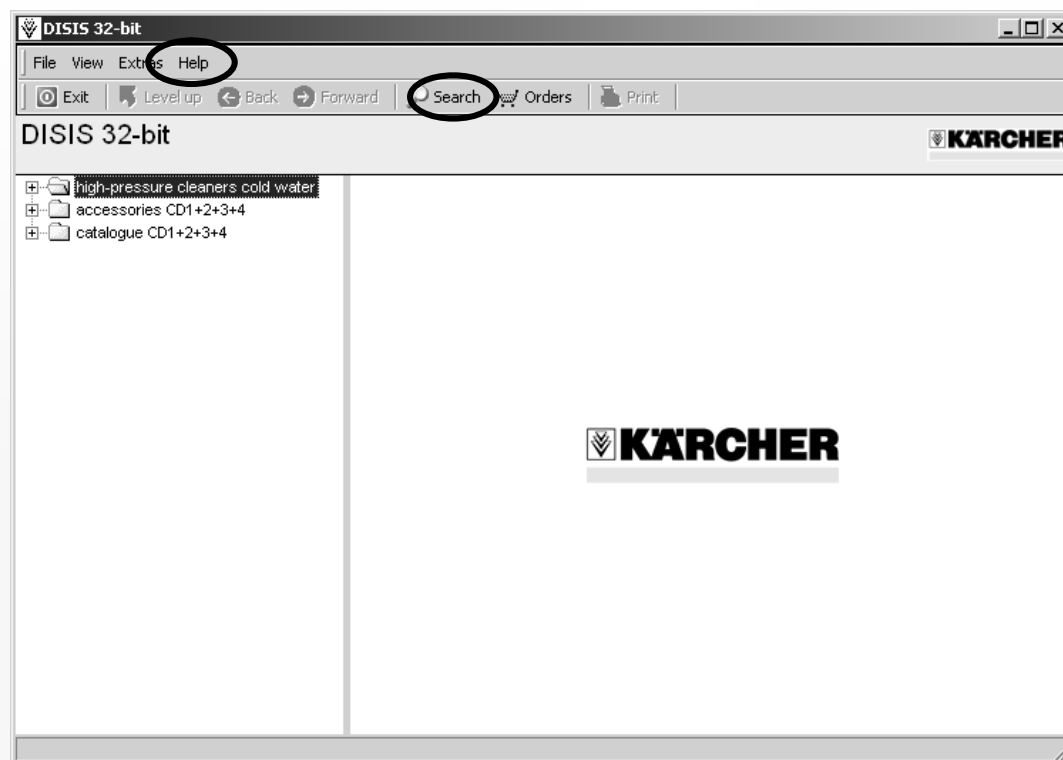 DISIS 32-bit
File View Extras Help
Exit Level up Back Forward Search Orders Print
DISIS 32-bit
KÄRCHER
high-pressure cleaners cold water
accessories CD1+2+3+4
catalogue CD1+2+3+4
KÄRCHER